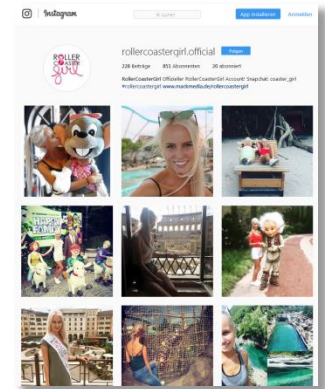 Instagram
App installieren
Anmelden
ROLLER
COASTER
girl
rollercoastergirl.official
Folgen
228 Beiträge 851 Abonnenten 26 abonniert
RollerCoasterGirl Offizieller RollerCoasterGirl Account! Snapchat: coaster_girl
#rollercoastergirl www.mackmedia.de/rollercoastergirl